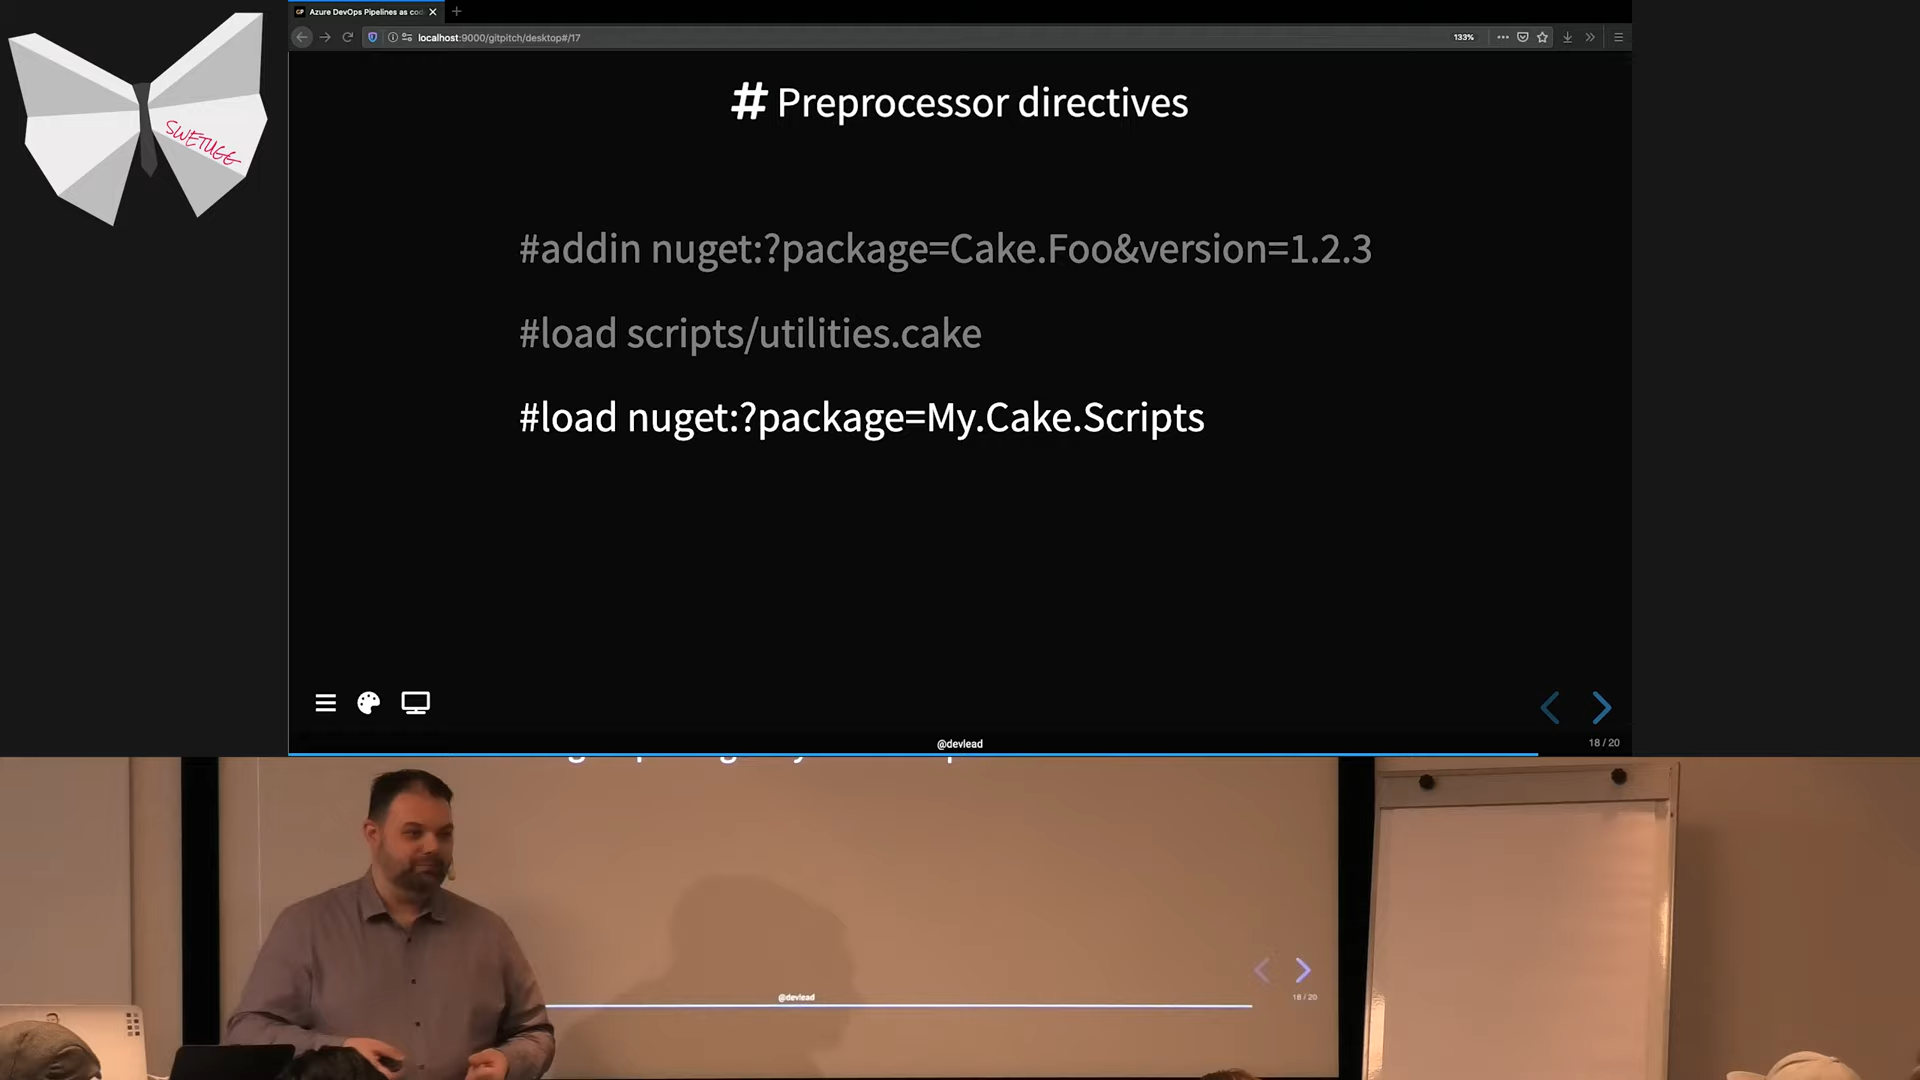 SWETUGG
Azure DevOps Pipelines as cod
localhost:9000/gitpitch/desktop#/17
133%
# Preprocessor directives
#addin nuget:?package=Cake.Foo&version=1.2.3
#load scripts/utilities.cake
#load nuget:?package=My.Cake.Scripts
@devlead
18 / 20
@devlead
18 / 20